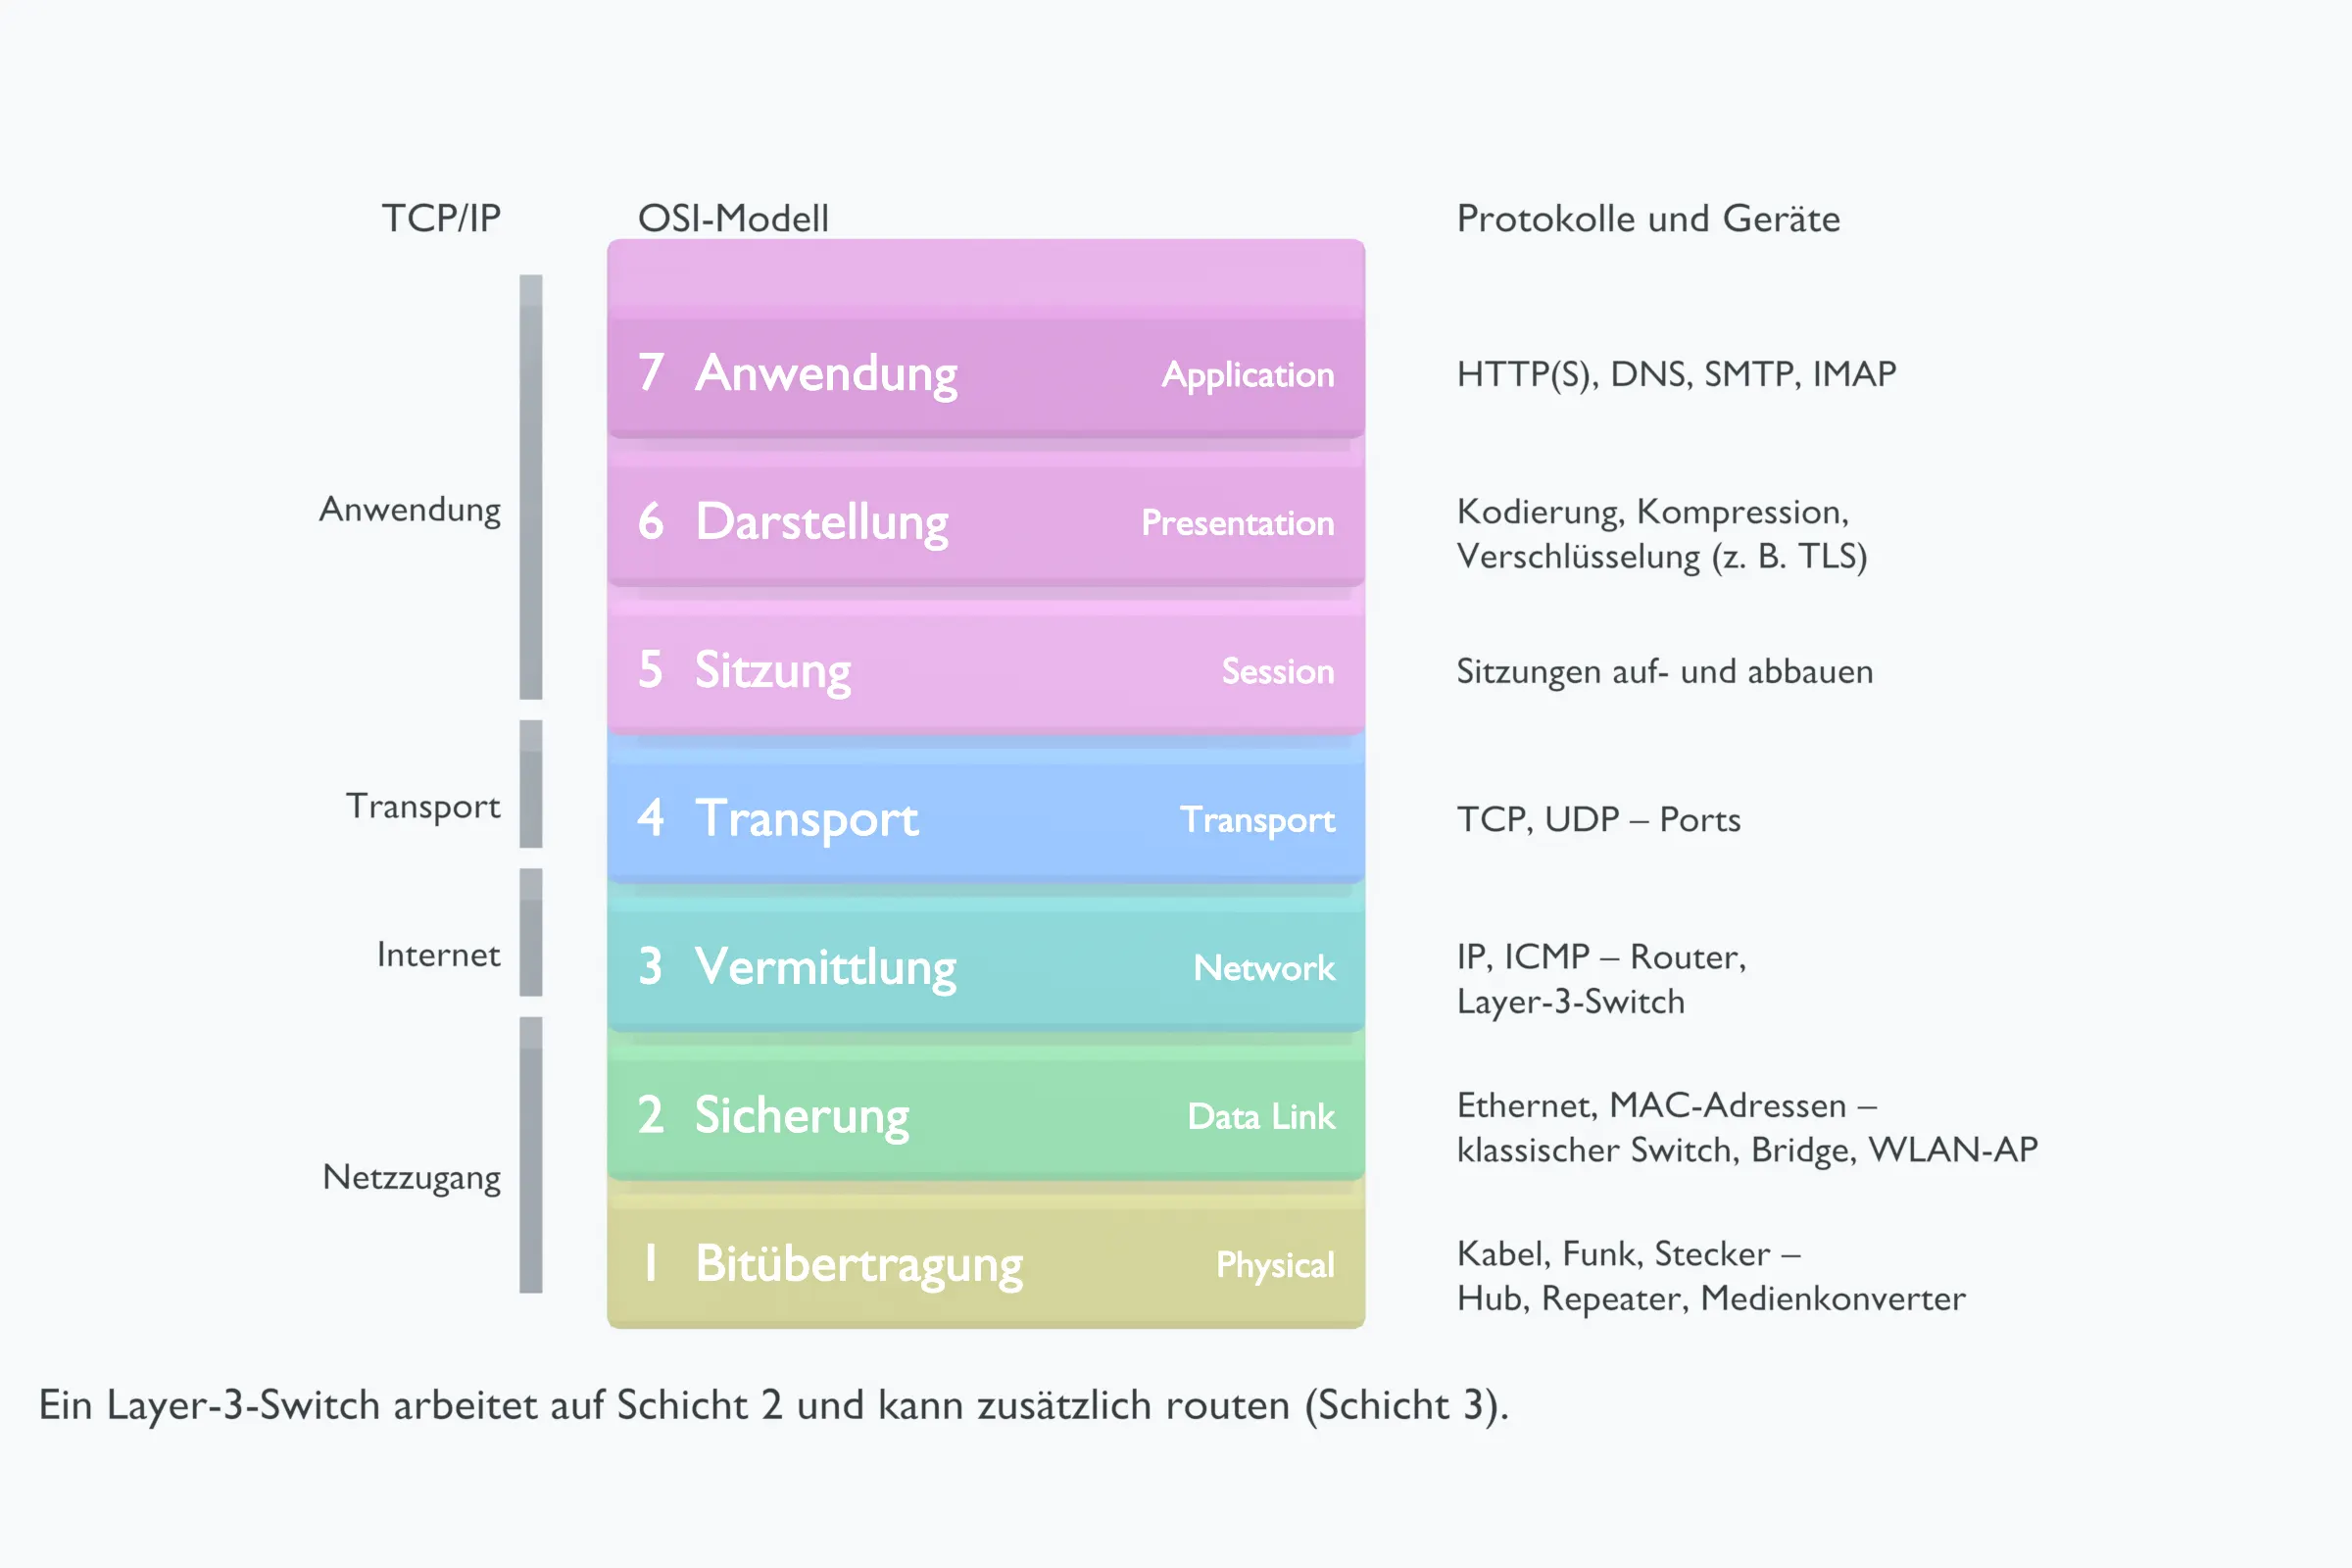 TCP/IP
OSI-Modell
Protokolle und Geräte
7 Anwendung Application
HTTP(S), DNS, SMTP, IMAP
Anwendung
6 Darstellung Presentation
Kodierung, Kompression,
Verschlüsselung (z. B. TLS)
5 Sitzung Session
Sitzungen auf- und abbauen
Transport
4 Transport Transport
TCP, UDP – Ports
Internet
3 Vermittlung Network
IP, ICMP – Router,
Layer-3-Switch
Netzzugang
2 Sicherung Data Link
Ethernet, MAC-Adressen –
klassischer Switch, Bridge, WLAN-AP
1 Bitübertragung Physical
Kabel, Funk, Stecker –
Hub, Repeater, Medienkonverter
Ein Layer-3-Switch arbeitet auf Schicht 2 und kann zusätzlich routen (Schicht 3).